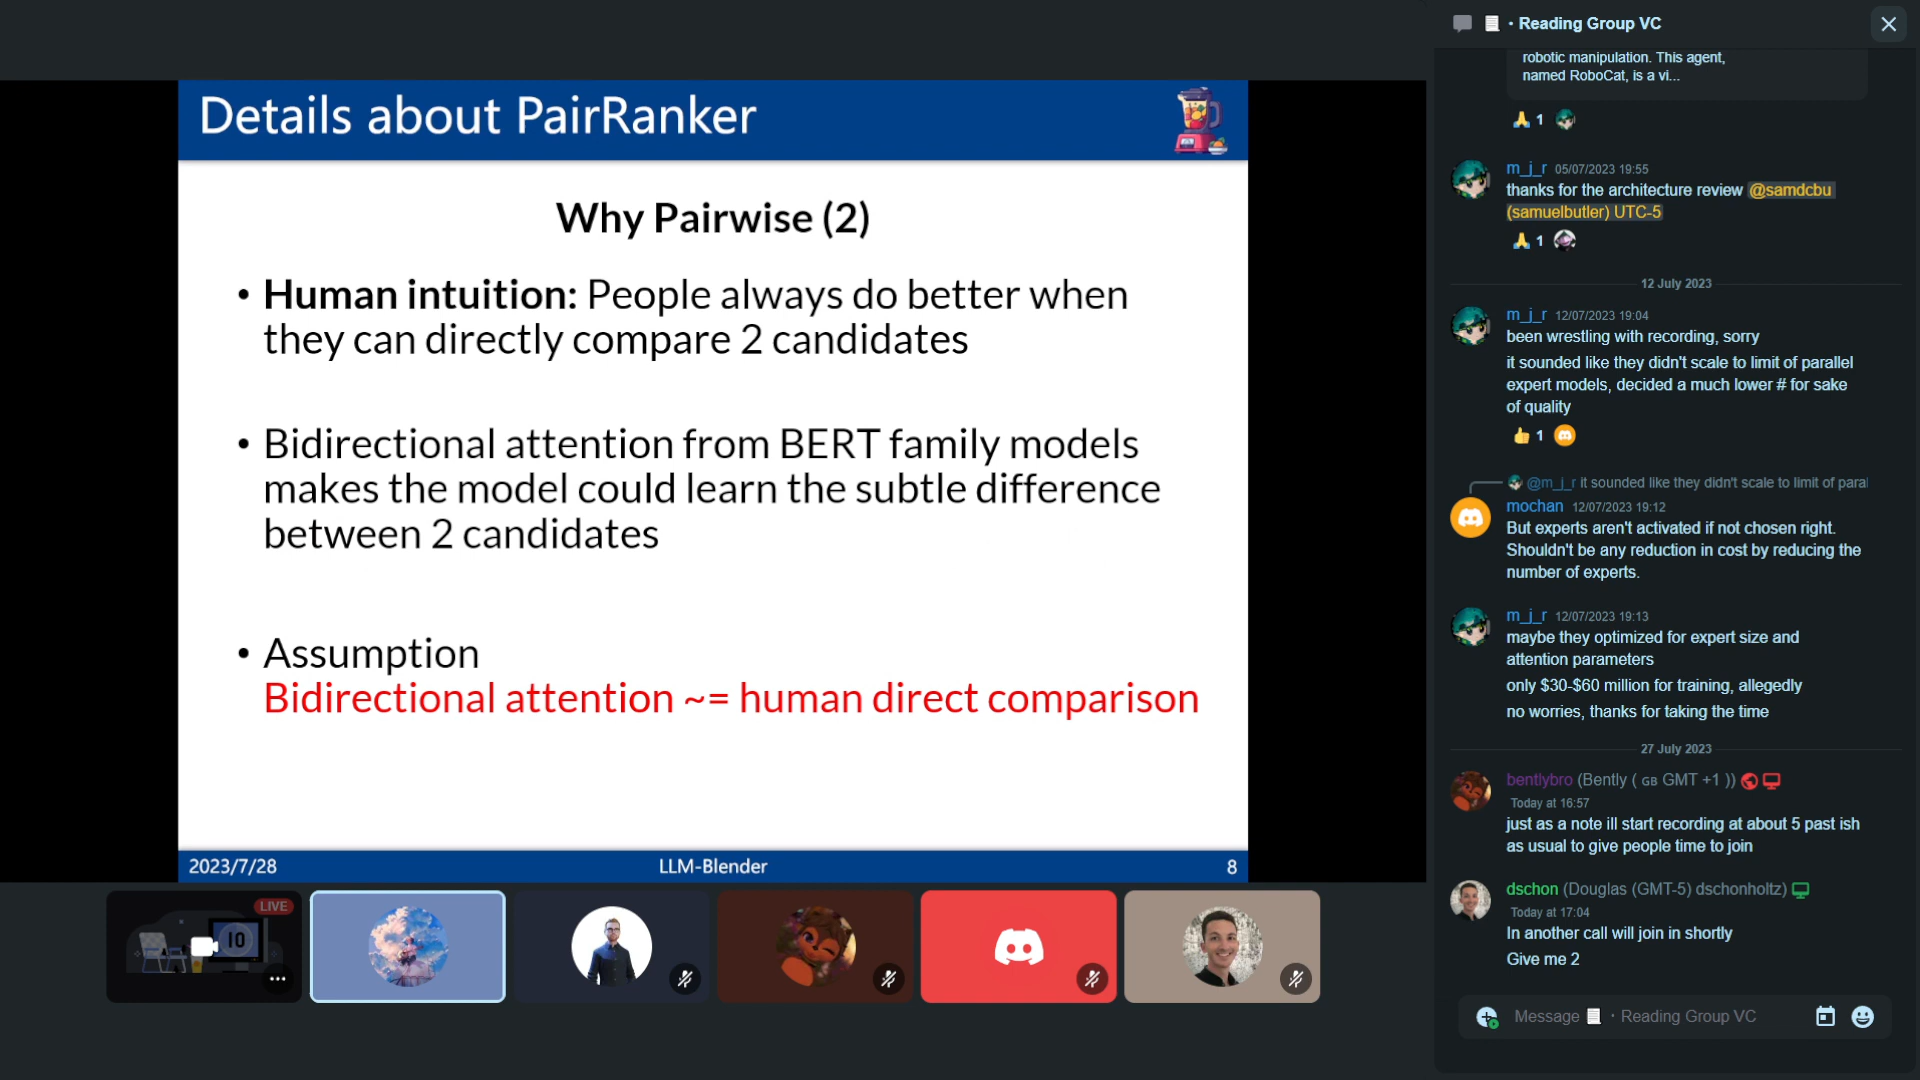 Details about PairRanker
Why Pairwise (2)
• Human intuition: People always do better when
they can directly compare 2 candidates
• Bidirectional attention from BERT family models
makes the model could learn the subtle difference
between 2 candidates
• Assumption
Bidirectional attention ~= human direct comparison
2023/7/28
LLM-Blender
8
LIVE
10
• Reading Group VC
robotic manipulation. This agent,
named RoboCat, is a vi...
1
m_j_r 05/07/2023 19:55
thanks for the architecture review @samdcbu
(samuelbutler) UTC-5
1
12 July 2023
m_j_r 12/07/2023 19:04
been wrestling with recording, sorry
it sounded like they didn't scale to limit of parallel
expert models, decided a much lower # for sake
of quality
1
@m_j_r it sounded like they didn't scale to limit of paral
mochan 12/07/2023 19:12
But experts aren't activated if not chosen right.
Shouldn't be any reduction in cost by reducing the
number of experts.
m_j_r 12/07/2023 19:13
maybe they optimized for expert size and
attention parameters
only $30-$60 million for training, allegedly
no worries, thanks for taking the time
27 July 2023
bentlybro (Bently ( GB GMT +1 ))
Today at 16:57
just as a note ill start recording at about 5 past ish
as usual to give people time to join
dschon (Douglas (GMT-5) dschonholtz)
Today at 17:04
In another call will join in shortly
Give me 2
Message • Reading Group VC